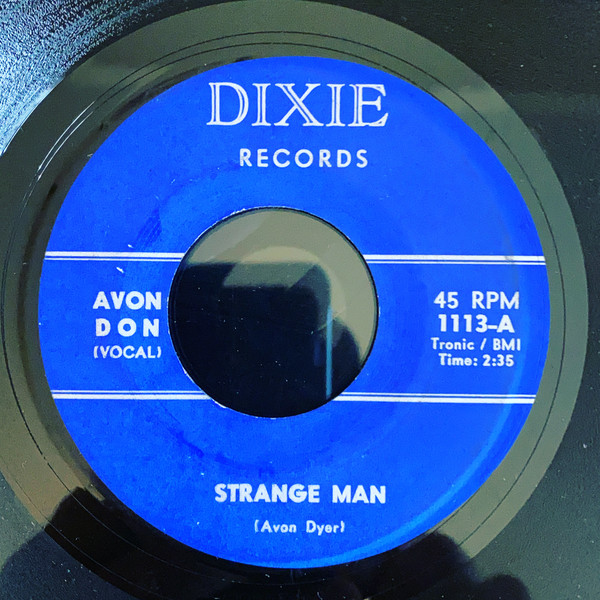 DIXIE
RECORDS
AVON
DON
(VOCAL)
45 RPM
1113-A
Tronic / BMI
Time: 2:35
STRANGE MAN
(Avon Dyer)